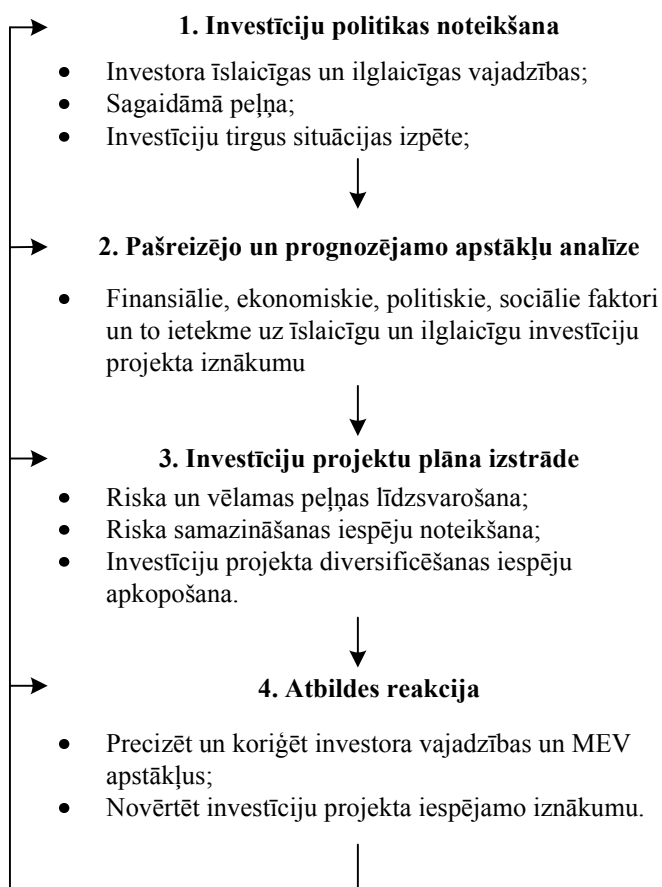 1. Investīciju politikas noteikšana
• Investora īslaicīgas un ilglaicīgas vajadzības;
• Sagaidāmā peļņa;
• Investīciju tirgus situācijas izpēte;
2. Pašreizējo un prognozējamo apstākļu analīze
• Finansiālie, ekonomiskie, politiskie, sociālie faktori
un to ietekme uz īslaicīgu un ilglaicīgu investīciju
projekta iznākumu
3. Investīciju projektu plāna izstrāde
• Riska un vēlamas peļņas līdzsvarošana;
• Riska samazināšanas iespēju noteikšana;
• Investīciju projekta diversificēšanas iespēju
apkopošana.
4. Atbildes reakcija
• Precizēt un koriģēt investora vajadzības un MEV
apstākļus;
• Novērtēt investīciju projekta iespējamo iznākumu.